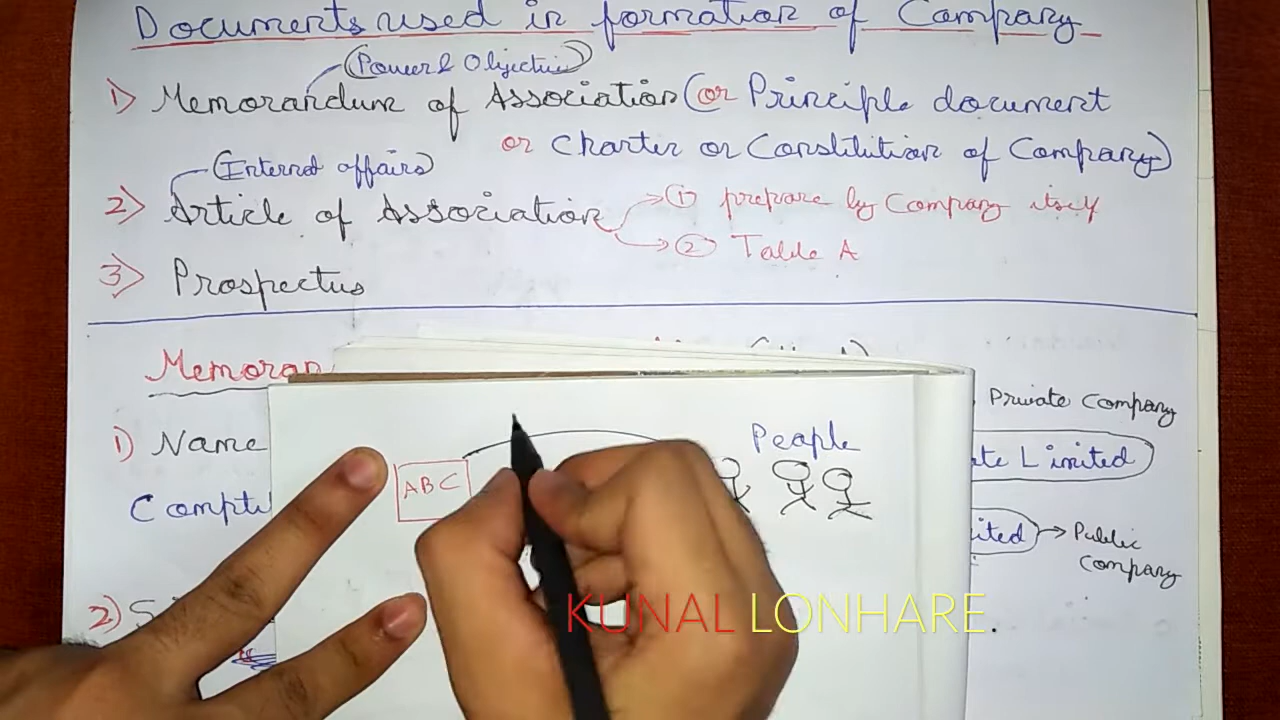 Documents used in formation of Company
(Power & Objective)
1) Memorandum of Association (or Principle document
or Charter or Constitution of Company)
(Internal affairs)
2) Article of Association → ① prepare by Company itself
→ ② Table A
3) Prospectus
Memoran
Private Company
1) Name
People
ate Limited
ABC
ited → Public
Company
2) S
KUNAL LONHARE.